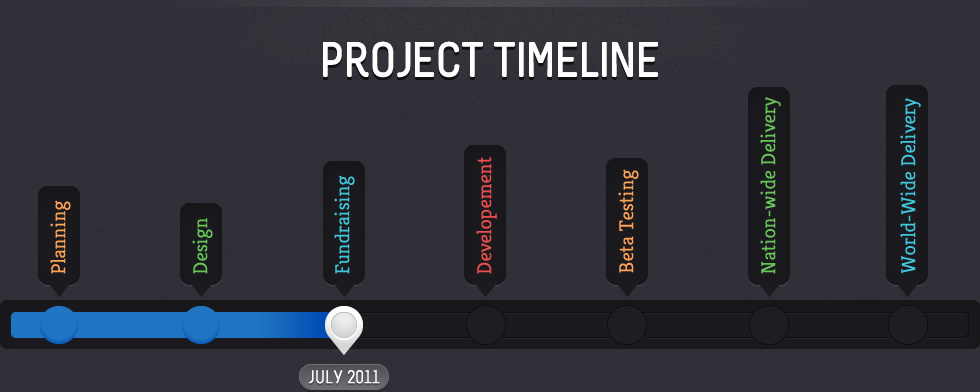 PROJECT TIMELINE
Planning
Design
Fundraising
Developement
Beta Testing
Nation-wide Delivery
World-Wide Delivery
JULY 2011